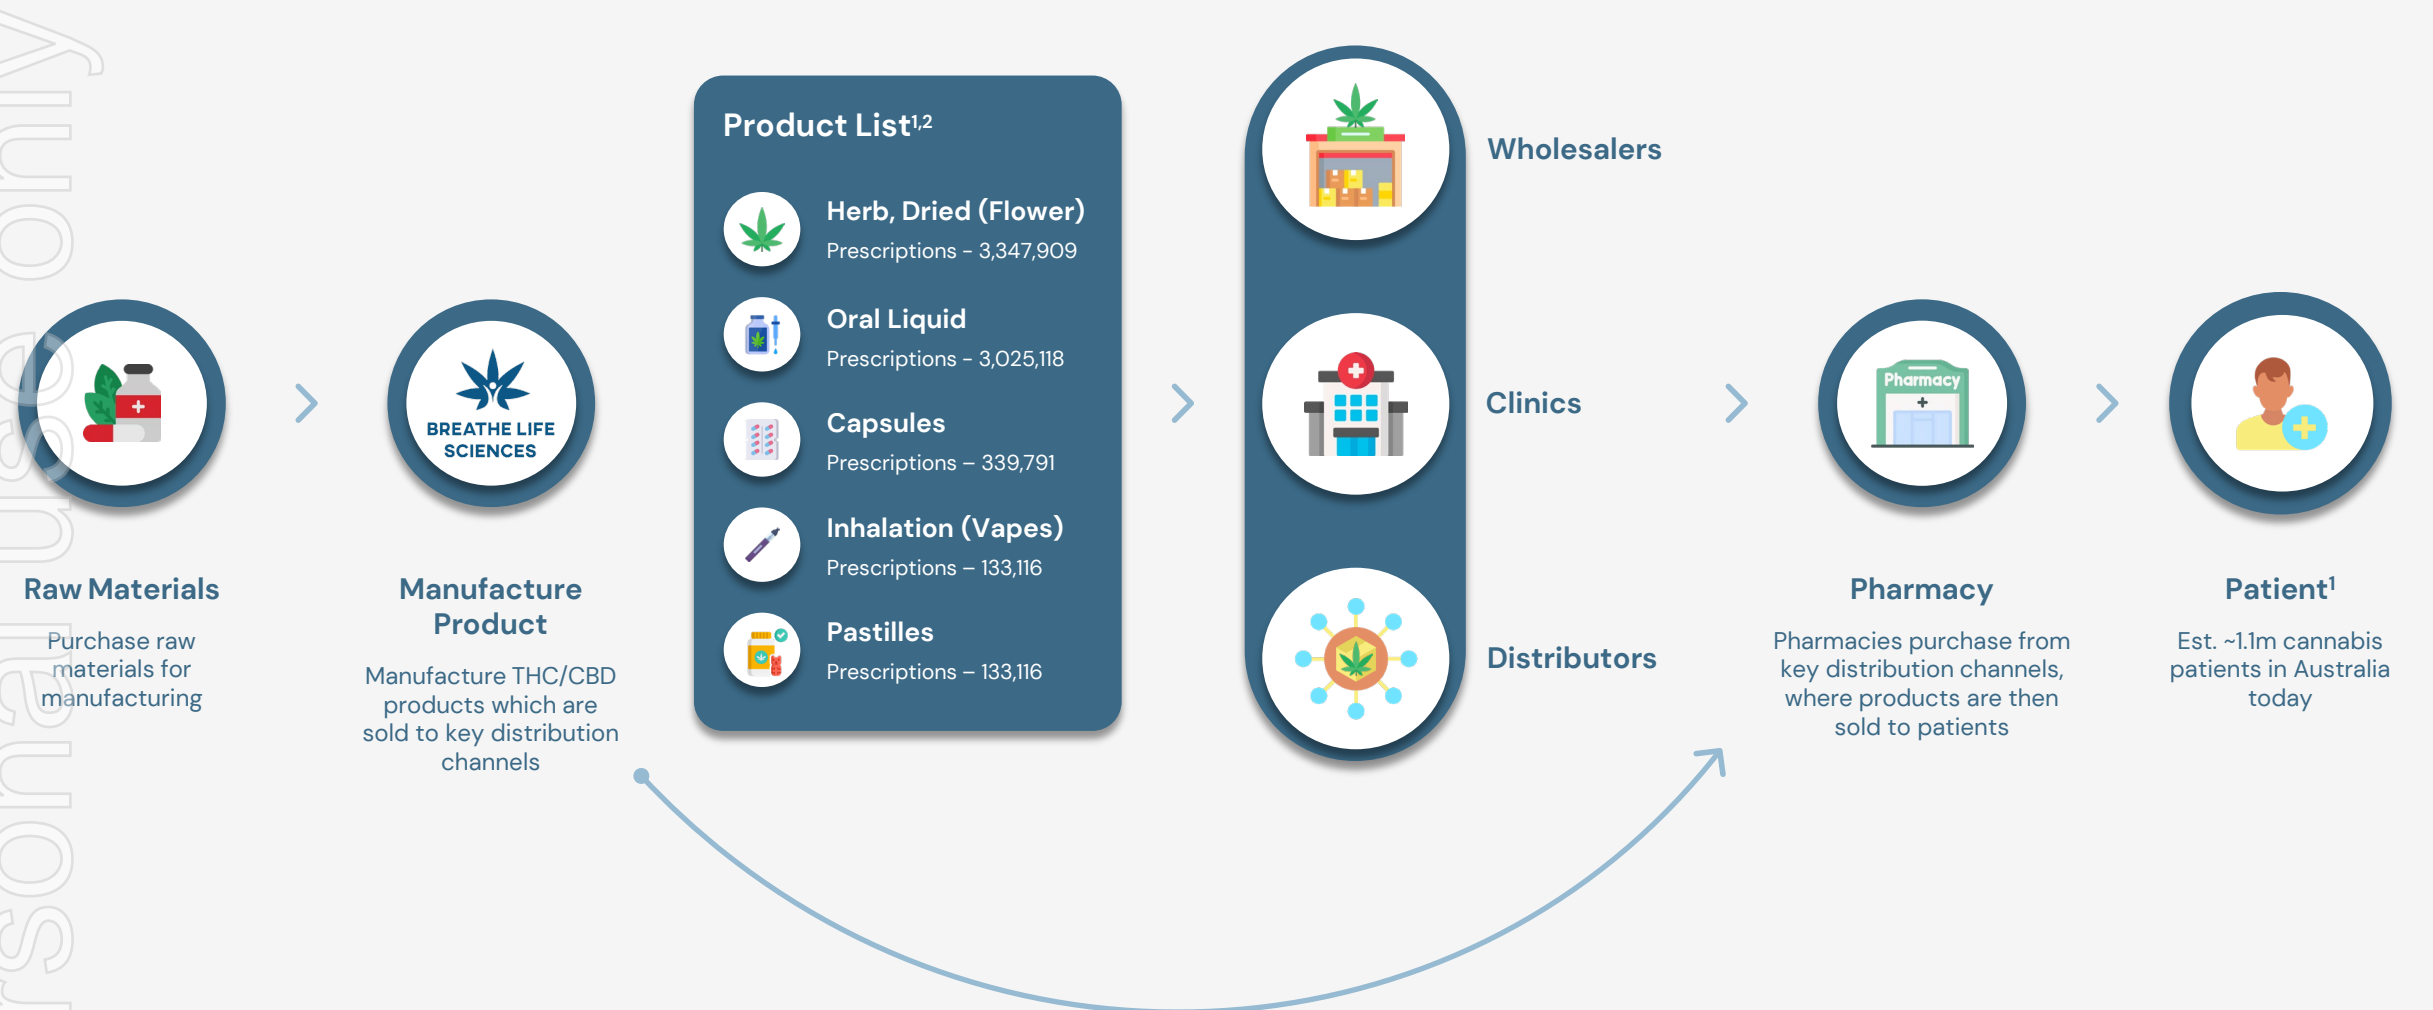 rsonal use only
Raw Materials
Purchase raw
materials for
manufacturing
BREATHE LIFE
SCIENCES
Manufacture
Product
Manufacture THC/CBD
products which are
sold to key distribution
channels
Product List1,2
Herb, Dried (Flower)
Prescriptions - 3,347,909
Oral Liquid
Prescriptions - 3,025,118
Capsules
Prescriptions – 339,791
Inhalation (Vapes)
Prescriptions – 133,116
Pastilles
Prescriptions – 133,116
Wholesalers
Clinics
Distributors
Pharmacy
Pharmacy
Pharmacies purchase from
key distribution channels,
where products are then
sold to patients
Patient1
Est. ~1.1m cannabis
patients in Australia
today